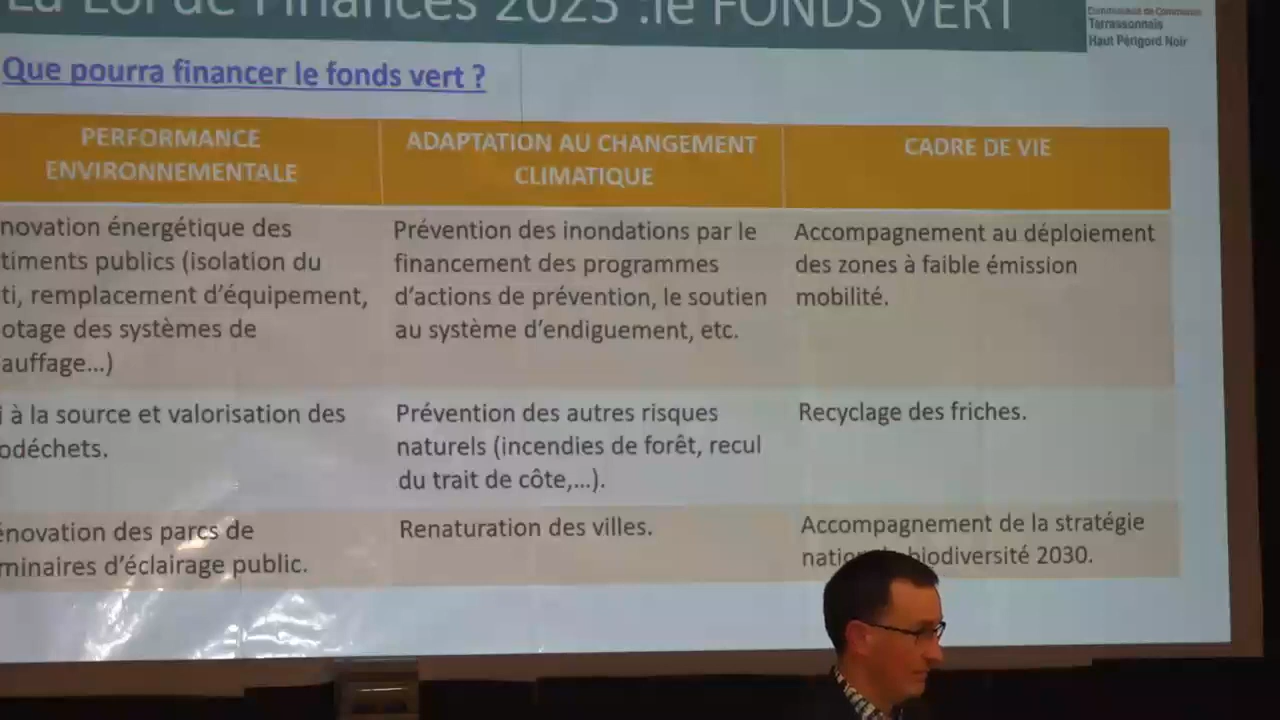 La Loi de Finances 2023 :le FONDS VERT
Communauté de Communes
Terrassonnais
Haut Périgord Noir
Que pourra financer le fonds vert ?
PERFORMANCE
ENVIRONNEMENTALE
ADAPTATION AU CHANGEMENT
CLIMATIQUE
CADRE DE VIE
novation énergétique des
timents publics (isolation du
ti, remplacement d'équipement,
otage des systèmes de
auffage...)
Prévention des inondations par le
financement des programmes
d'actions de prévention, le soutien
au système d'endiguement, etc.
Accompagnement au déploiement
des zones à faible émission
mobilité.
i à la source et valorisation des
odéchets.
Prévention des autres risques
naturels (incendies de forêt, recul
du trait de côte,...).
Recyclage des friches.
énovation des parcs de
minaires d'éclairage public.
Renaturation des villes.
Accompagnement de la stratégie
biodiversité 2030.